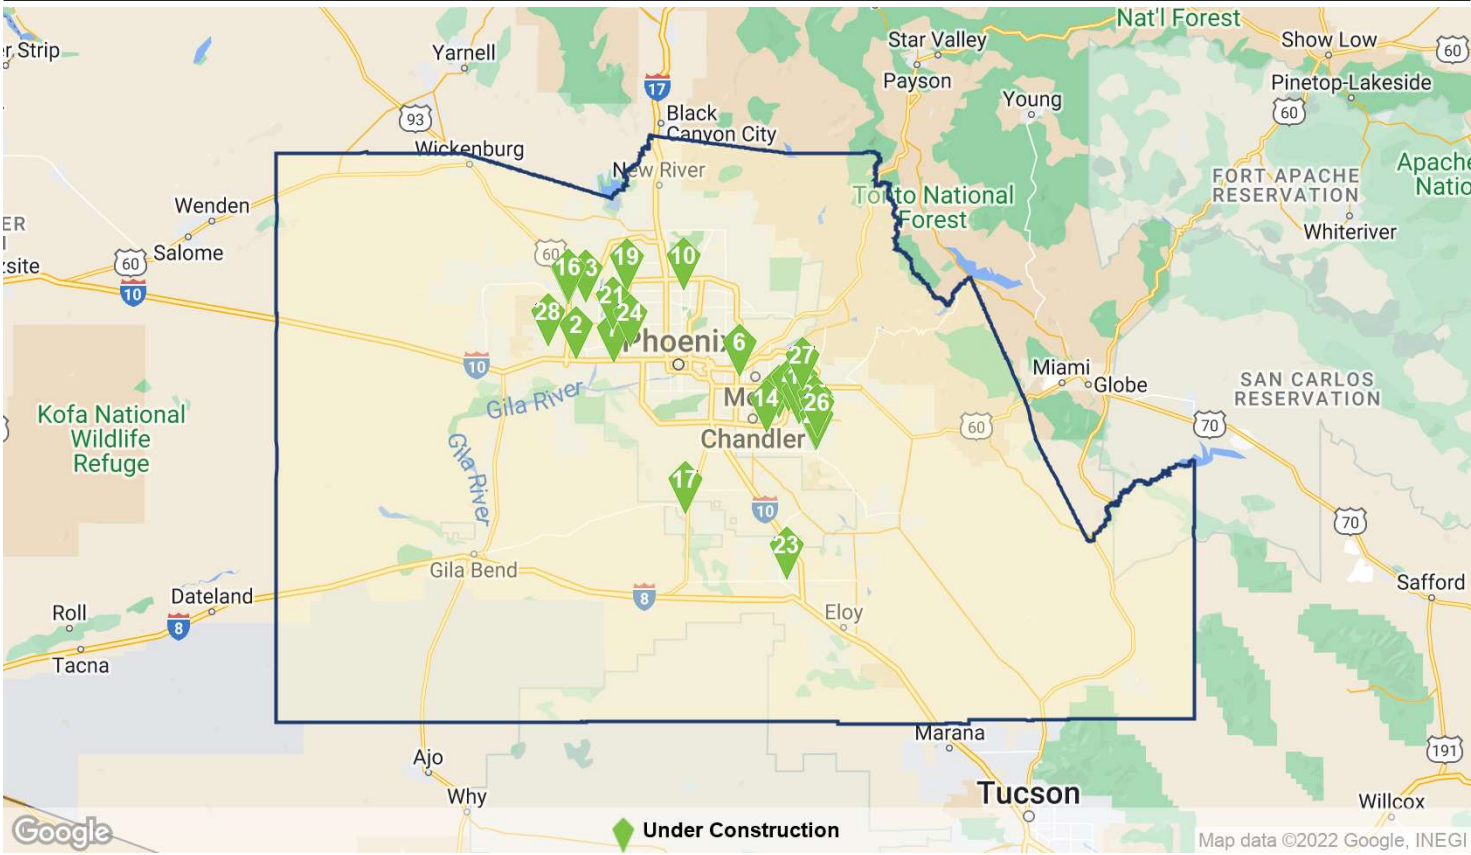 Nat'l Forest
Star Valley
Show Low
60
r Strip
Yarnell
Payson
Pinetop-Lakeside
17
Young
60
93
Black
Canyon City
Wickenburg
New River
FORT APACHE
RESERVATION
Apache
Natio
Tonto National
Forest
Wenden
ER
Whiteriver
Salome
60
60
zsite
10
16
3
19
10
21
28
2
24
Phoenix
6
27
10
Miami
Globe
SAN CARLOS
RESERVATION
Gila River
14
1
26
Kofa National
Wildlife
Refuge
60
70
Chandler
Gila River
17
10
70
23
Gila Bend
Safford
Dateland
8
Eloy
Roll
8
Tacna
Marana
191
Ajo
Tucson
Why
Willcox
Google
Under Construction
Map data ©2022 Google, INEGI